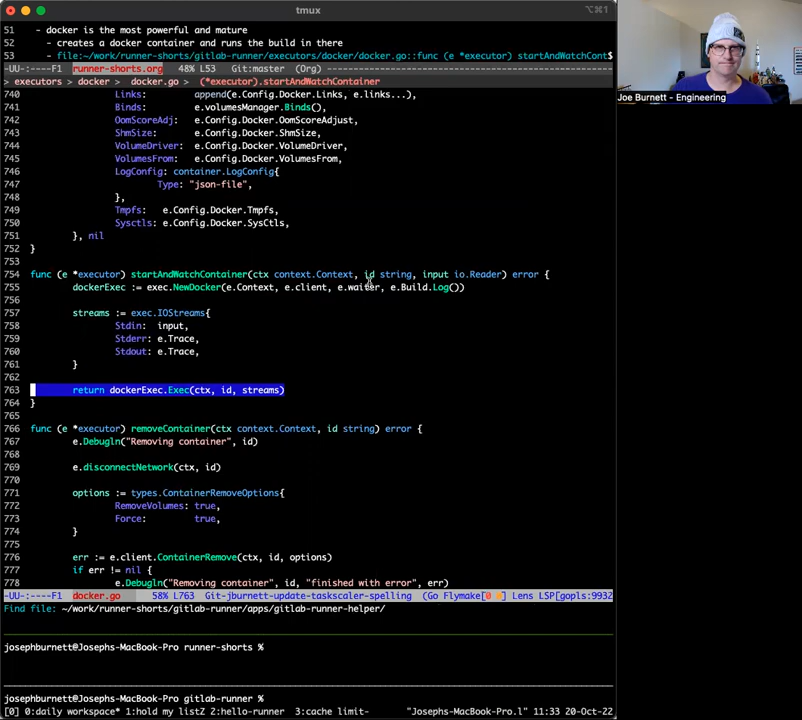 tmux
⌥⌘1
51   - docker is the most powerful and mature
52     - creates a docker container and runs the build in there
53     - file:~/work/runner-shorts/gitlab-runner/executors/docker/docker.go::func (e *executor) startAndWatchCont$
-UU-:----F1  runner-shorts.org   48% L53   Git:master  (Org) ----------
> executors > docker >  docker.go >  (*executor).startAndWatchContainer
740                 Links:         append(e.Config.Docker.Links, e.links...),
741                 Binds:         e.volumesManager.Binds(),
742                 OomScoreAdj:   e.Config.Docker.OomScoreAdjust,
743                 ShmSize:       e.Config.Docker.ShmSize,
744                 VolumeDriver:  e.Config.Docker.VolumeDriver,
745                 VolumesFrom:   e.Config.Docker.VolumesFrom,
746                 LogConfig: container.LogConfig{
747                         Type: "json-file",
748                 },
749                 Tmpfs:   e.Config.Docker.Tmpfs,
750                 Sysctls: e.Config.Docker.SysCtls,
751         }, nil
752 }
753
754 func (e *executor) startAndWatchContainer(ctx context.Context, id string, input io.Reader) error {
755         dockerExec := exec.NewDocker(e.Context, e.client, e.waiter, e.Build.Log())
756
757         streams := exec.IOStreams{
758                 Stdin:  input,
759                 Stderr: e.Trace,
760                 Stdout: e.Trace,
761         }
762
763         return dockerExec.Exec(ctx, id, streams)
764 }
765
766 func (e *executor) removeContainer(ctx context.Context, id string) error {
767         e.Debugln("Removing container", id)
768
769         e.disconnectNetwork(ctx, id)
770
771         options := types.ContainerRemoveOptions{
772                 RemoveVolumes: true,
773                 Force:         true,
774         }
775
776         err := e.client.ContainerRemove(ctx, id, options)
777         if err != nil {
778                 e.Debugln("Removing container", id, "finished with error", err)
-UU-:----F1  docker.go      58% L763  Git-jburnett-update-taskscaler-spelling  (Go Flymake[0 0] Lens LSP[gopls:9932
Find file: ~/work/runner-shorts/gitlab-runner/apps/gitlab-runner-helper/
josephburnett@Josephs-MacBook-Pro runner-shorts %
josephburnett@Josephs-MacBook-Pro gitlab-runner %
[0] 0:daily workspace* 1:hold my listZ 2:hello-runner  3:cache limit-        "Josephs-MacBook-Pro.l" 11:33 20-Oct-22
Joe Burnett - Engineering